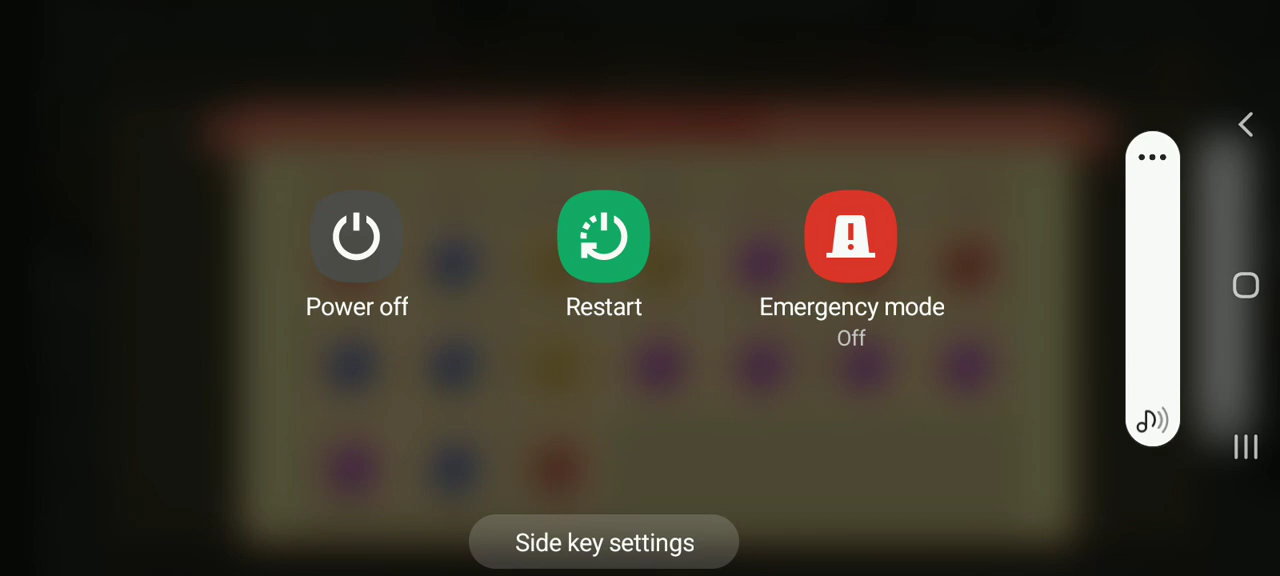 Power off
Restart
Emergency mode
Off
Side key settings